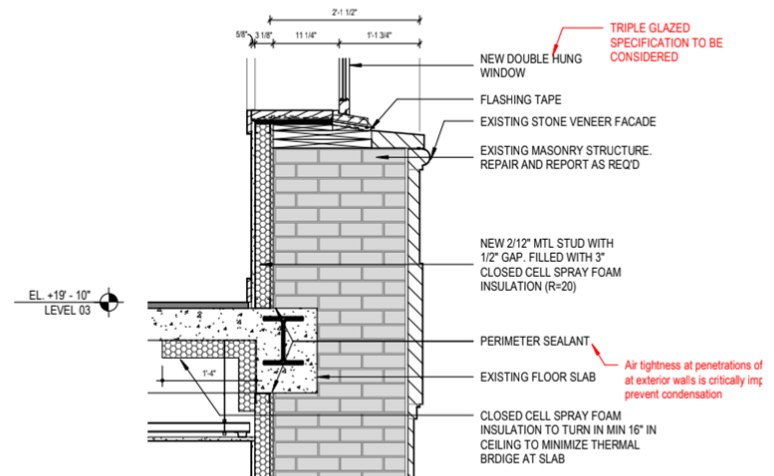 2'-1 1/2"
5/8"
3 1/8"
11 1/4"
1'-1 3/4"
TRIPLE GLAZED
SPECIFICATION TO BE
CONSIDERED
NEW DOUBLE HUNG
WINDOW
FLASHING TAPE
EXISTING STONE VENEER FACADE
EXISTING MASONRY STRUCTURE.
REPAIR AND REPORT AS REQ'D
NEW 2/12" MTL STUD WITH
1/2" GAP. FILLED WITH 3"
CLOSED CELL SPRAY FOAM
INSULATION (R=20)
EL. +19' - 10"
LEVEL 03
PERIMETER SEALANT
Air tightness at penetrations of
at exterior walls is critically imp
prevent condensation
EXISTING FLOOR SLAB
1'-4"
CLOSED CELL SPRAY FOAM
INSULATION TO TURN IN MIN 16" IN
CEILING TO MINIMIZE THERMAL
BRDIGE AT SLAB